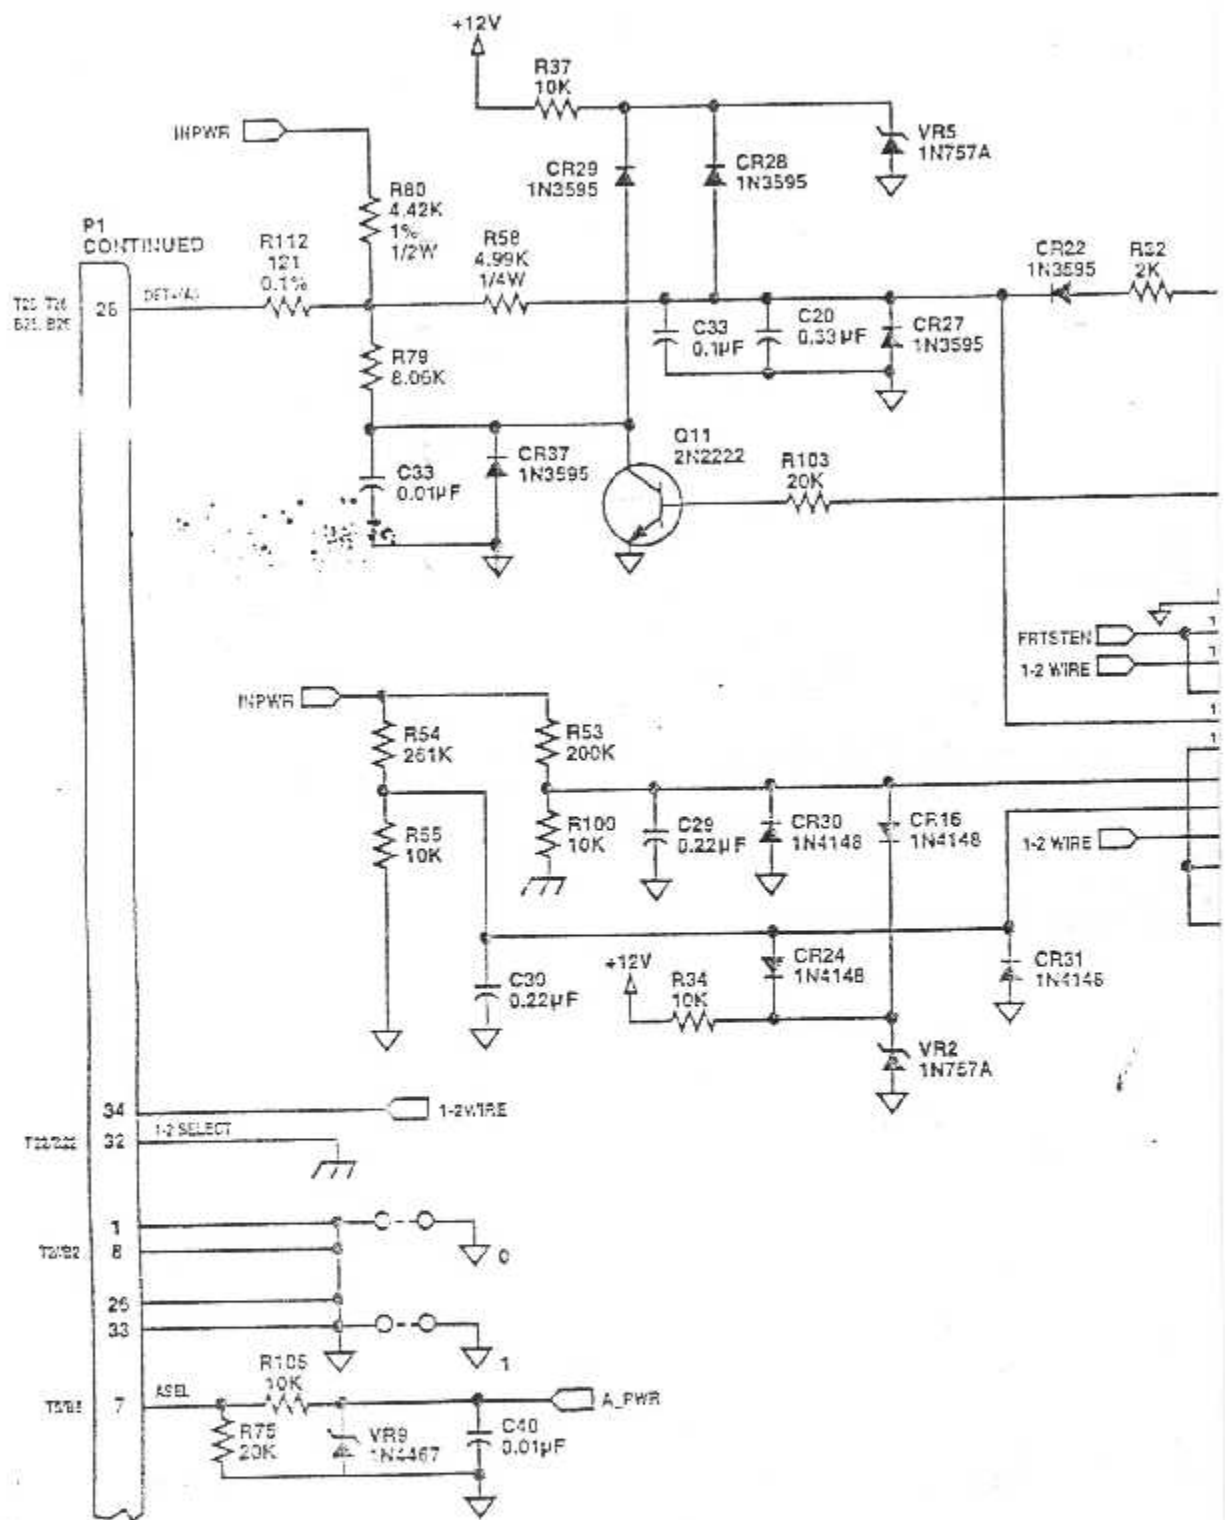 +12V
R37
10K
INPWR
VR5
1N757A
CR29
1N3595
CR28
1N3595
R80
4.42K
1%
1/2W
P1
CONTINUED
R112
121
0.1%
R58
4.99K
1/4W
CR22
1N3595
R32
2K
DET+(A)
C33
0.1µF
C20
0.33µF
CR27
1N3595
R79
8.06K
Q11
2N2222
C33
0.01µF
CR37
1N3595
R103
20K
FRTSTEN
1-2 WIRE
INPWR
R54
261K
R53
200K
R55
10K
R100
10K
C29
0.22µF
CR30
1N4148
CR16
1N4148
1-2 WIRE
C39
0.22µF
+12V
R34
10K
CR24
1N4148
CR31
1N4148
VR2
1N757A
34
1-2WIRE
32
1-2 SELECT
1
8
0
26
33
1
R105
10K
7
ASEL
A_PWR
R75
20K
VR9
1N4467
C40
0.01µF